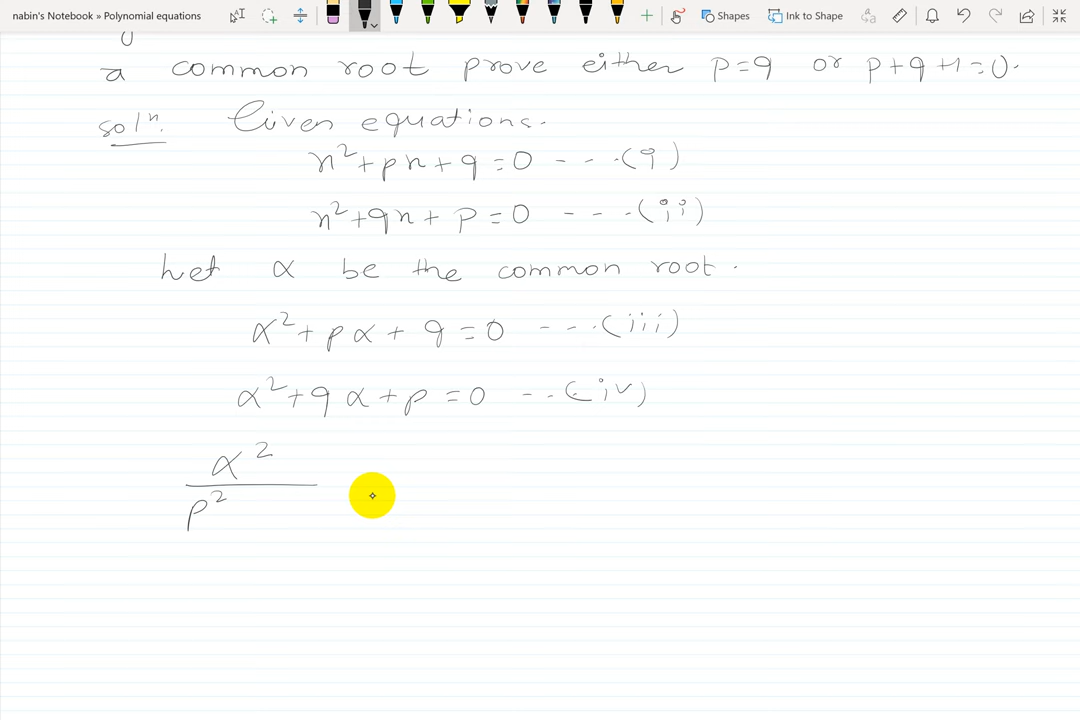 nabin's Notebook » Polynomial equations
Shapes
Ink to Shape
a common root prove either p=q or p+q+1=0.
solⁿ. Given equations.
x²+px+q=0 --- (i)
x²+qx+p=0 --- (ii)
Let α be the common root.
α²+pα+q=0 --- (iii)
α²+qα+p=0 --- (iv)
α²
p²